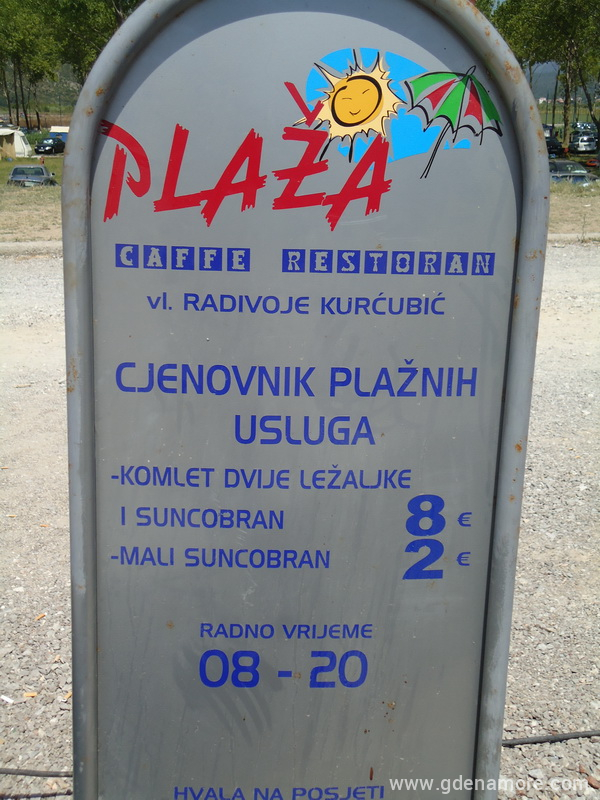 PLAŽA
CAFFE RESTORAN
vl. RADIVOJE KURĆUBIĆ
CJENOVNIK PLAŽNIH
USLUGA
-KOMLET DVIJE LEŽALJKE
I SUNCOBRAN 8 €
-MALI SUNCOBRAN 2 €
RADNO VRIJEME
08 - 20
HVALA NA POSJETI
www.gdenamore.com